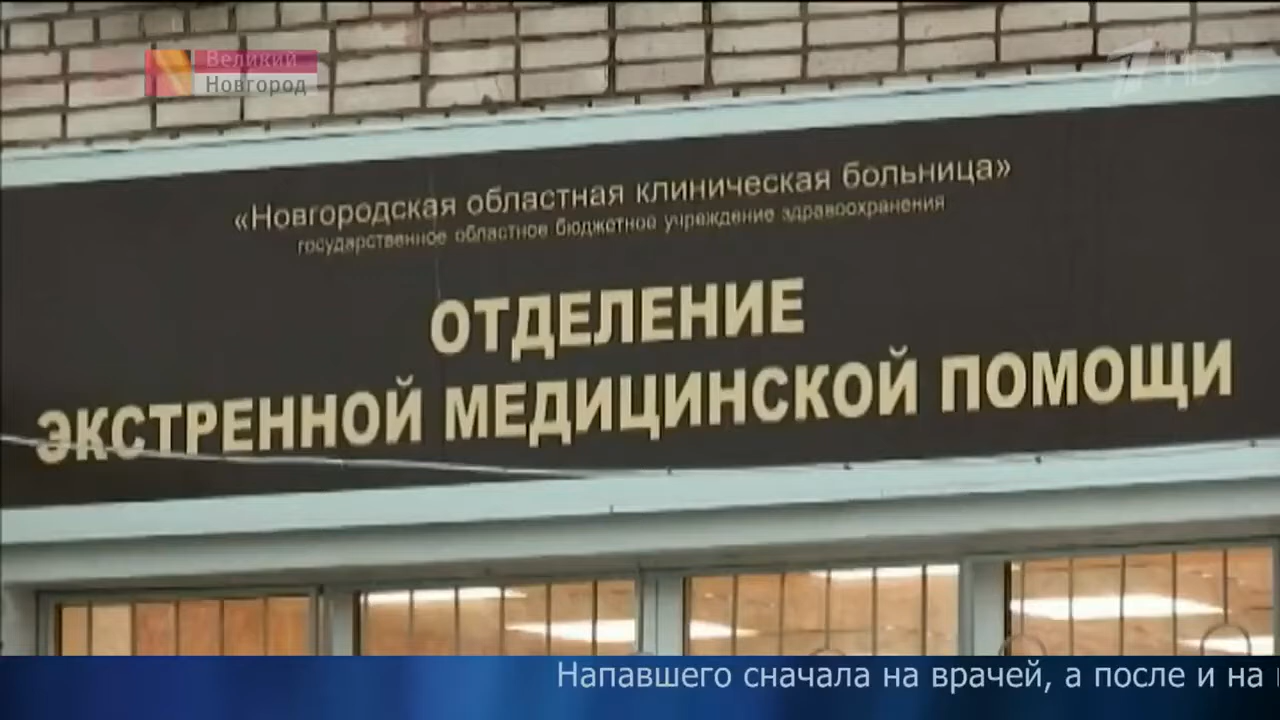 Великий
Новгород
HD
«Новгородская областная клиническая больница»
государственное областное бюджетное учреждение здравоохранения
ОТДЕЛЕНИЕ
ЭКСТРЕННОЙ МЕДИЦИНСКОЙ ПОМОЩИ
Напавшего сначала на врачей, а после и на